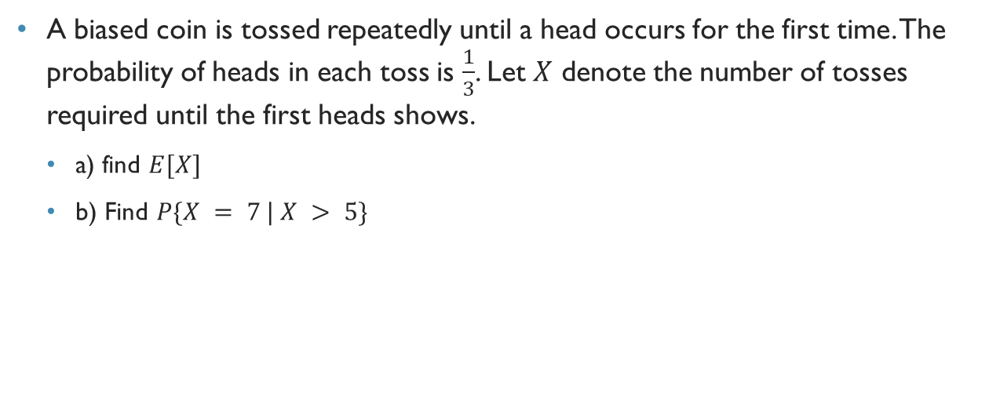 • A biased coin is tossed repeatedly until a head occurs for the first time. The
probability of heads in each toss is 1/3. Let X denote the number of tosses
required until the first heads shows.
• a) find E[X]
• b) Find P{X = 7 | X > 5}